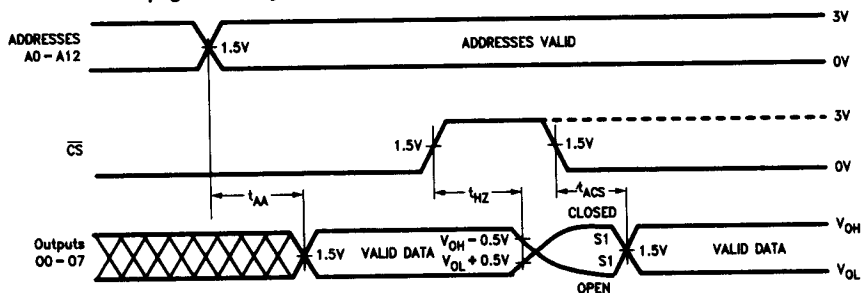 ADDRESSES
A0 - A12
1.5V
ADDRESSES VALID
3V
0V
CS
1.5V
1.5V
3V
0V
tAA
tHZ
tACS
CLOSED
Outputs
00 - 07
1.5V
VALID DATA
VOH - 0.5V
VOL + 0.5V
S1
S1
OPEN
1.5V
VALID DATA
VOH
VOL